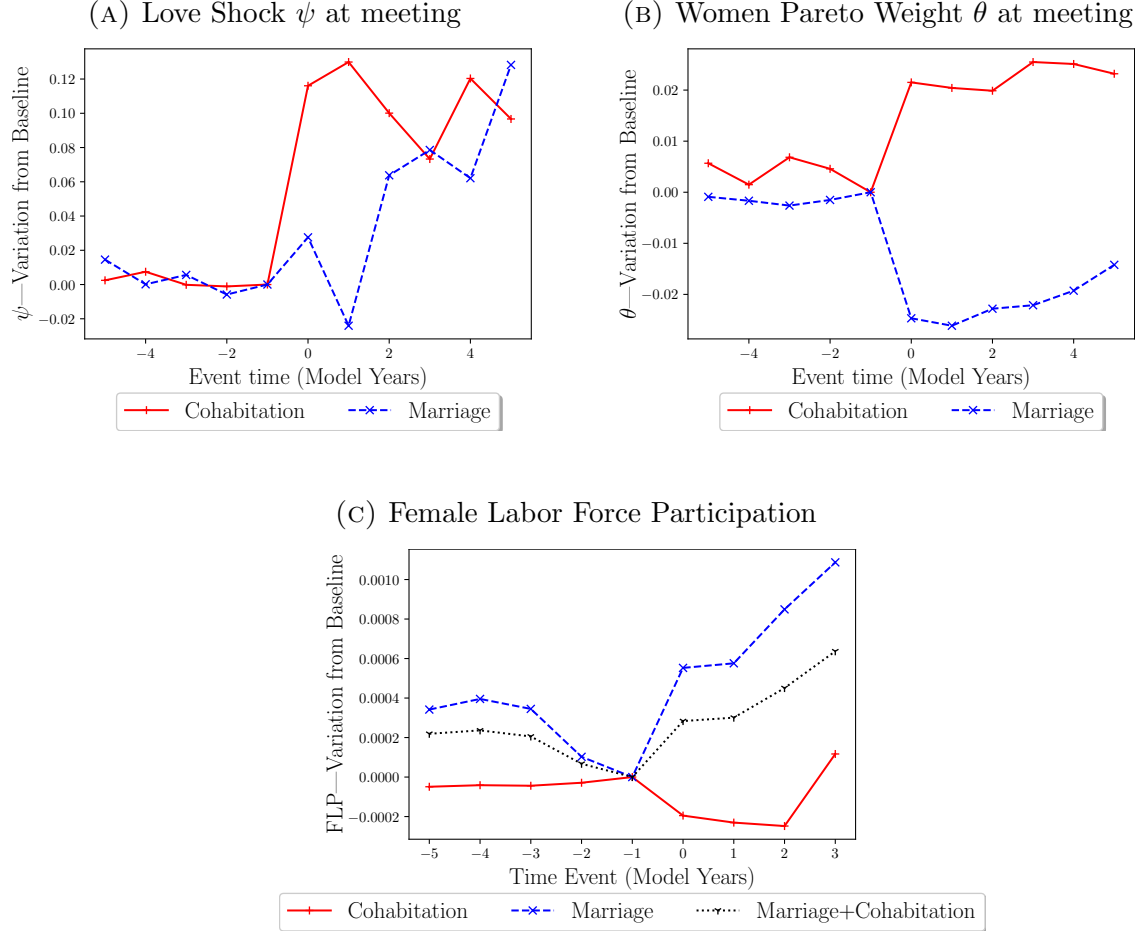 (A) Love Shock ψ at meeting
ψ—Variation from Baseline
0.12
0.10
0.08
0.06
0.04
0.02
0.00
−0.02
−4 −2 0 2 4
Event time (Model Years)
Cohabitation Marriage
(B) Women Pareto Weight θ at meeting
θ—Variation from Baseline
0.02
0.01
0.00
−0.01
−0.02
−4 −2 0 2 4
Event time (Model Years)
Cohabitation Marriage
(C) Female Labor Force Participation
FLP—Variation from Baseline
0.0010
0.0008
0.0006
0.0004
0.0002
0.0000
−0.0002
−5 −4 −3 −2 −1 0 1 2 3
Time Event (Model Years)
Cohabitation Marriage Marriage+Cohabitation